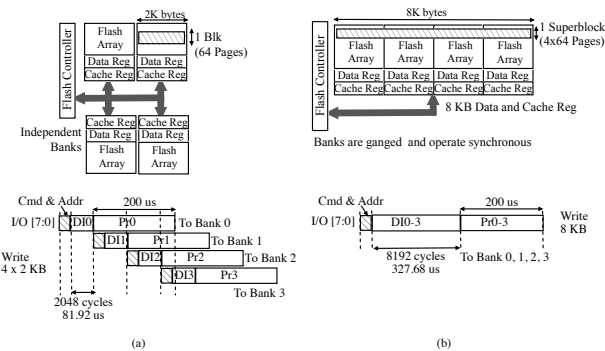 2K bytes
Flash Controller
Flash
Array
1 Blk
(64 Pages)
Data Reg
Data Reg
Cache Reg
Cache Reg
Independent
Banks
Cache Reg
Cache Reg
Data Reg
Data Reg
Flash
Array
Flash
Array
8K bytes
Flash Controller
1 Superblock
(4x64 Pages)
Flash
Array
Flash
Array
Flash
Array
Flash
Array
Data Reg
Data Reg
Data Reg
Data Reg
Cache Reg
Cache Reg
Cache Reg
Cache Reg
8 KB Data and Cache Reg
Banks are ganged and operate synchronous
Cmd & Addr
200 us
I/O [7:0]
DI0
Pr0
To Bank 0
DI1
Pr1
To Bank 1
Write
4 x 2 KB
DI2
Pr2
To Bank 2
DI3
Pr3
To Bank 3
2048 cycles
81.92 us
(a)
Cmd & Addr
200 us
I/O [7:0]
DI0-3
Pr0-3
Write
8 KB
8192 cycles
327.68 us
To Bank 0, 1, 2, 3
(b)